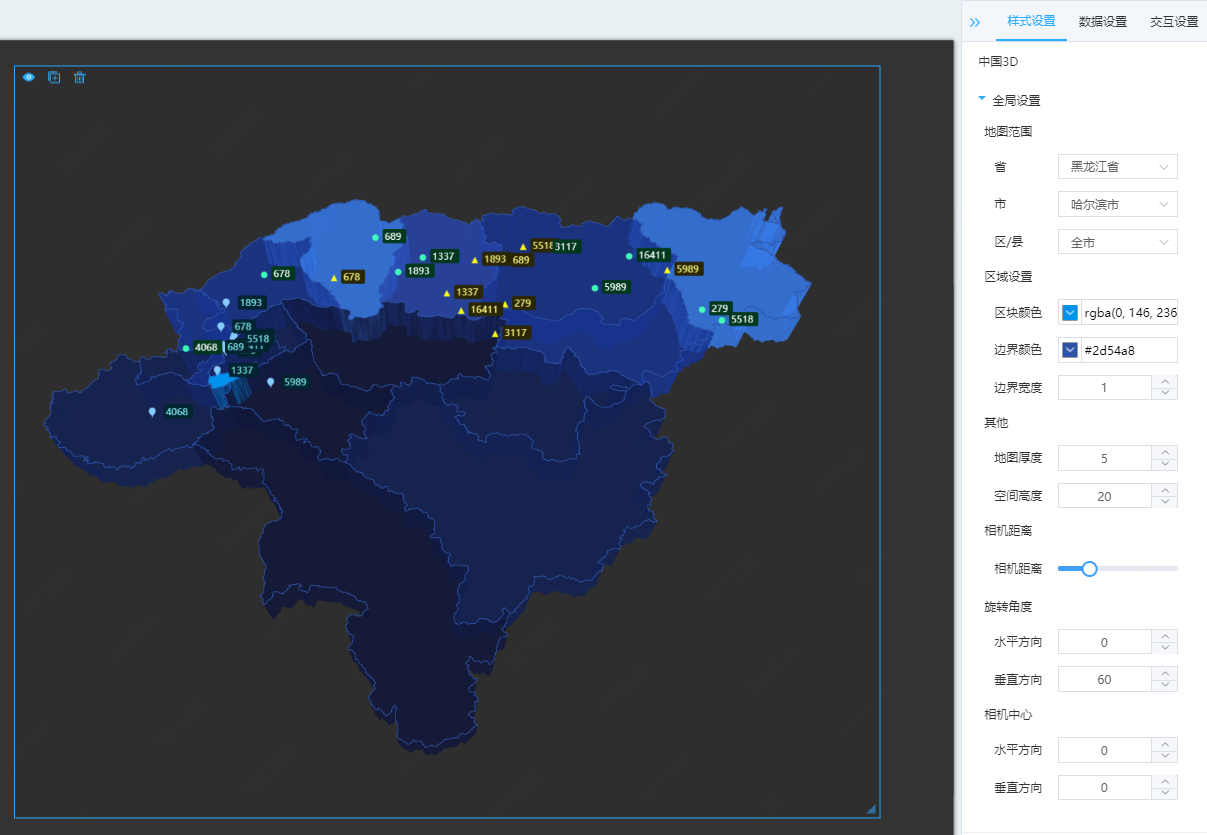 样式设置 数据设置 交互设置
中国3D
全局设置
地图范围
省 黑龙江省
市 哈尔滨市
区/县 全市
区域设置
区块颜色 rgba(0, 146, 236
边界颜色 #2d54a8
边界宽度 1
其他
地图厚度 5
空间高度 20
相机距离
相机距离
旋转角度
水平方向 0
垂直方向 60
相机中心
水平方向 0
垂直方向 0
689
5518 3117
1337
16411
1893 689
1893
5989
678
678
5989
1337
1893
279
279
16411
5518
678
3117
5518
4068
689
1337
5989
4068